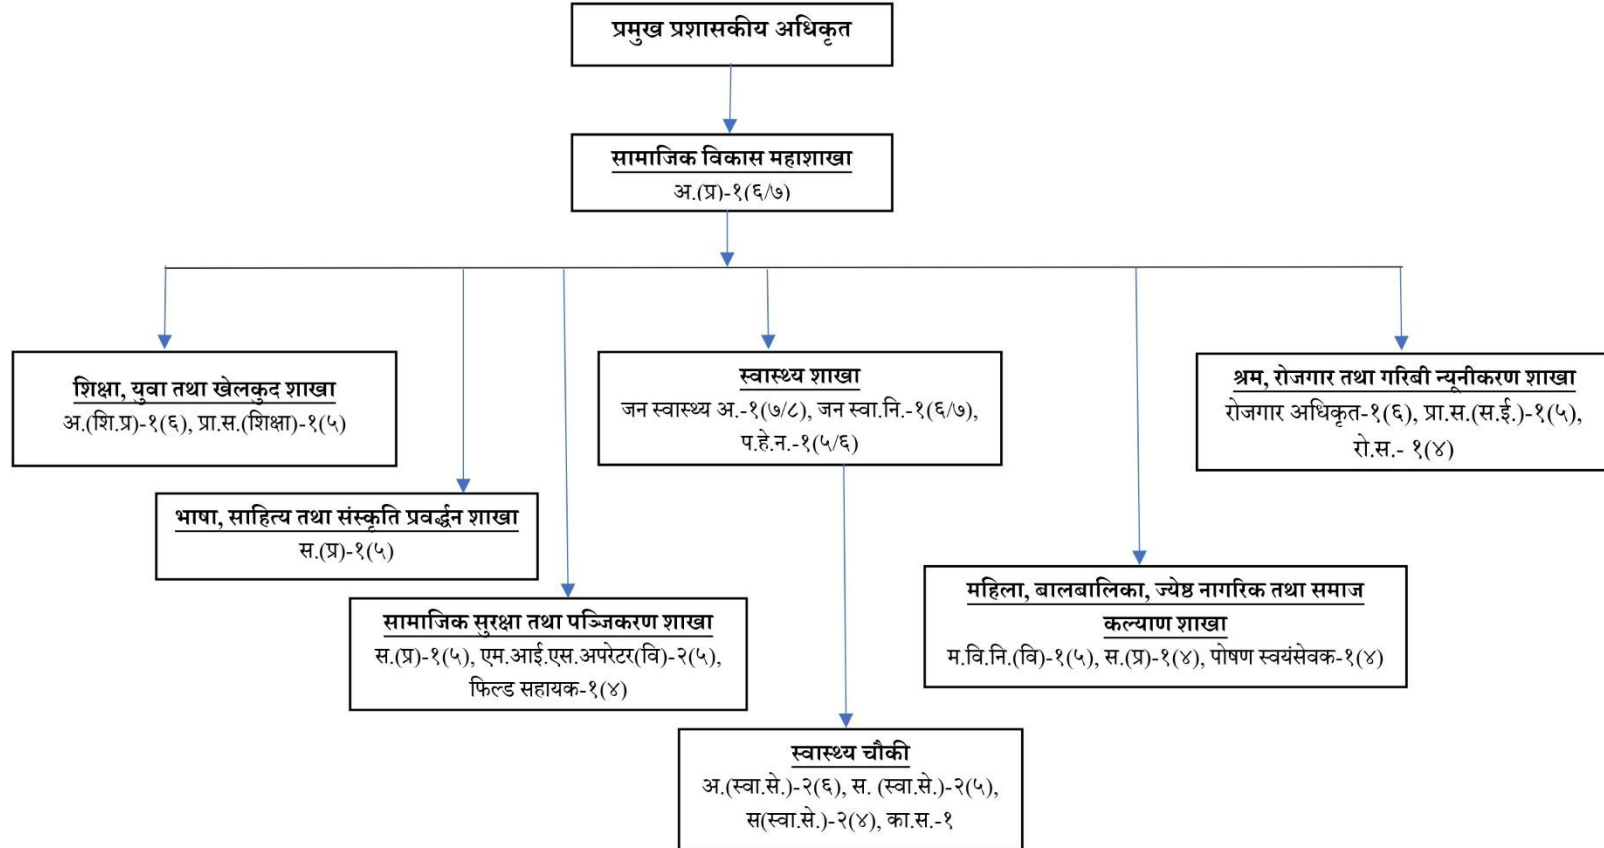 प्रमुख प्रशासकीय अधिकृत
सामाजिक विकास महाशाखा
अ.(प्र)-१(६/७)
शिक्षा, युवा तथा खेलकुद शाखा
अ.(शि.प्र)-१(६), प्रा.स.(शिक्षा)-१(५)
स्वास्थ्य शाखा
जन स्वास्थ्य अ.-१(७/८), जन स्वा.नि.-१(६/७),
प.हे.न.-१(५/६)
श्रम, रोजगार तथा गरिबी न्यूनीकरण शाखा
रोजगार अधिकृत-१(६), प्रा.स.(स.ई.)-१(५),
रो.स.- १(४)
भाषा, साहित्य तथा संस्कृति प्रवर्द्धन शाखा
स.(प्र)-१(५)
सामाजिक सुरक्षा तथा पञ्जिकरण शाखा
स.(प्र)-१(५), एम.आई.एस.अपरेटर(वि)-२(५),
फिल्ड सहायक-१(४)
महिला, बालबालिका, ज्येष्ठ नागरिक तथा समाज
कल्याण शाखा
म.वि.नि.(वि)-१(५), स.(प्र)-१(४), पोषण स्वयंसेवक-१(४)
स्वास्थ्य चौकी
अ.(स्वा.से.)-२(६), स. (स्वा.से.)-२(५),
स(स्वा.से.)-२(४), का.स.-१